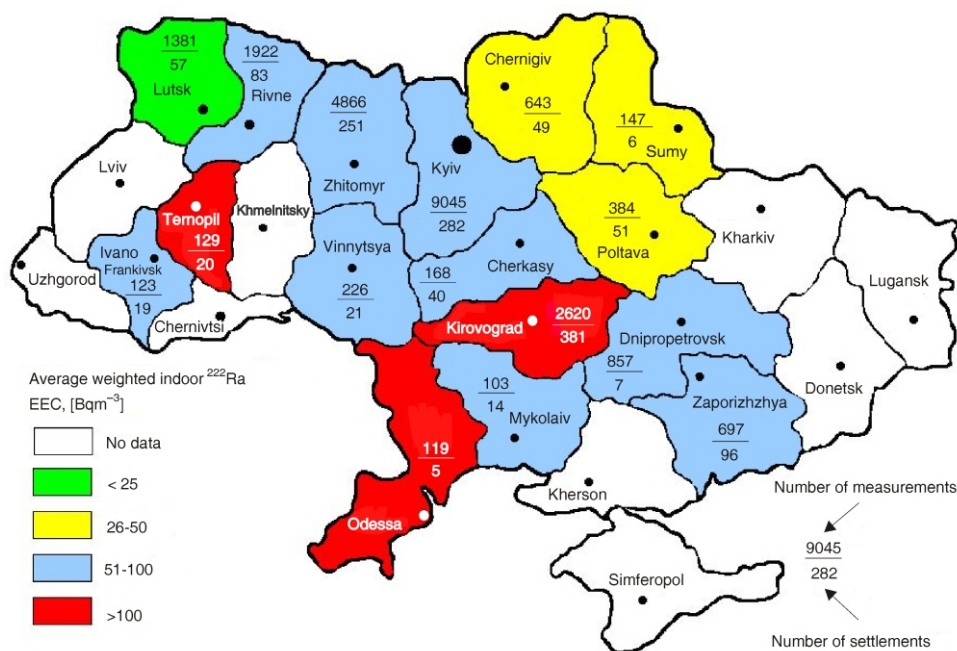 1381
57
Lutsk
1922
83
Rivne
4866
251
Zhitomyr
Kyiv
9045
282
Chernigiv
643
49
147
6
Sumy
Lviv
Ternopil
129
20
Khmelnitsky
Vinnytsya
226
21
168
40
Cherkasy
384
51
Poltava
Kharkiv
Lugansk
Uzhgorod
Ivano
Frankivsk
123
19
Chernivtsi
Kirovograd
2620
381
Dnipropetrovsk
857
7
Donetsk
103
14
Mykolaiv
Zaporizhzhya
697
96
119
5
Odessa
Kherson
Simferopol
Average weighted indoor ²²²Ra
EEC, [Bqm⁻³]
No data
< 25
26-50
51-100
>100
Number of measurements
9045
282
Number of settlements